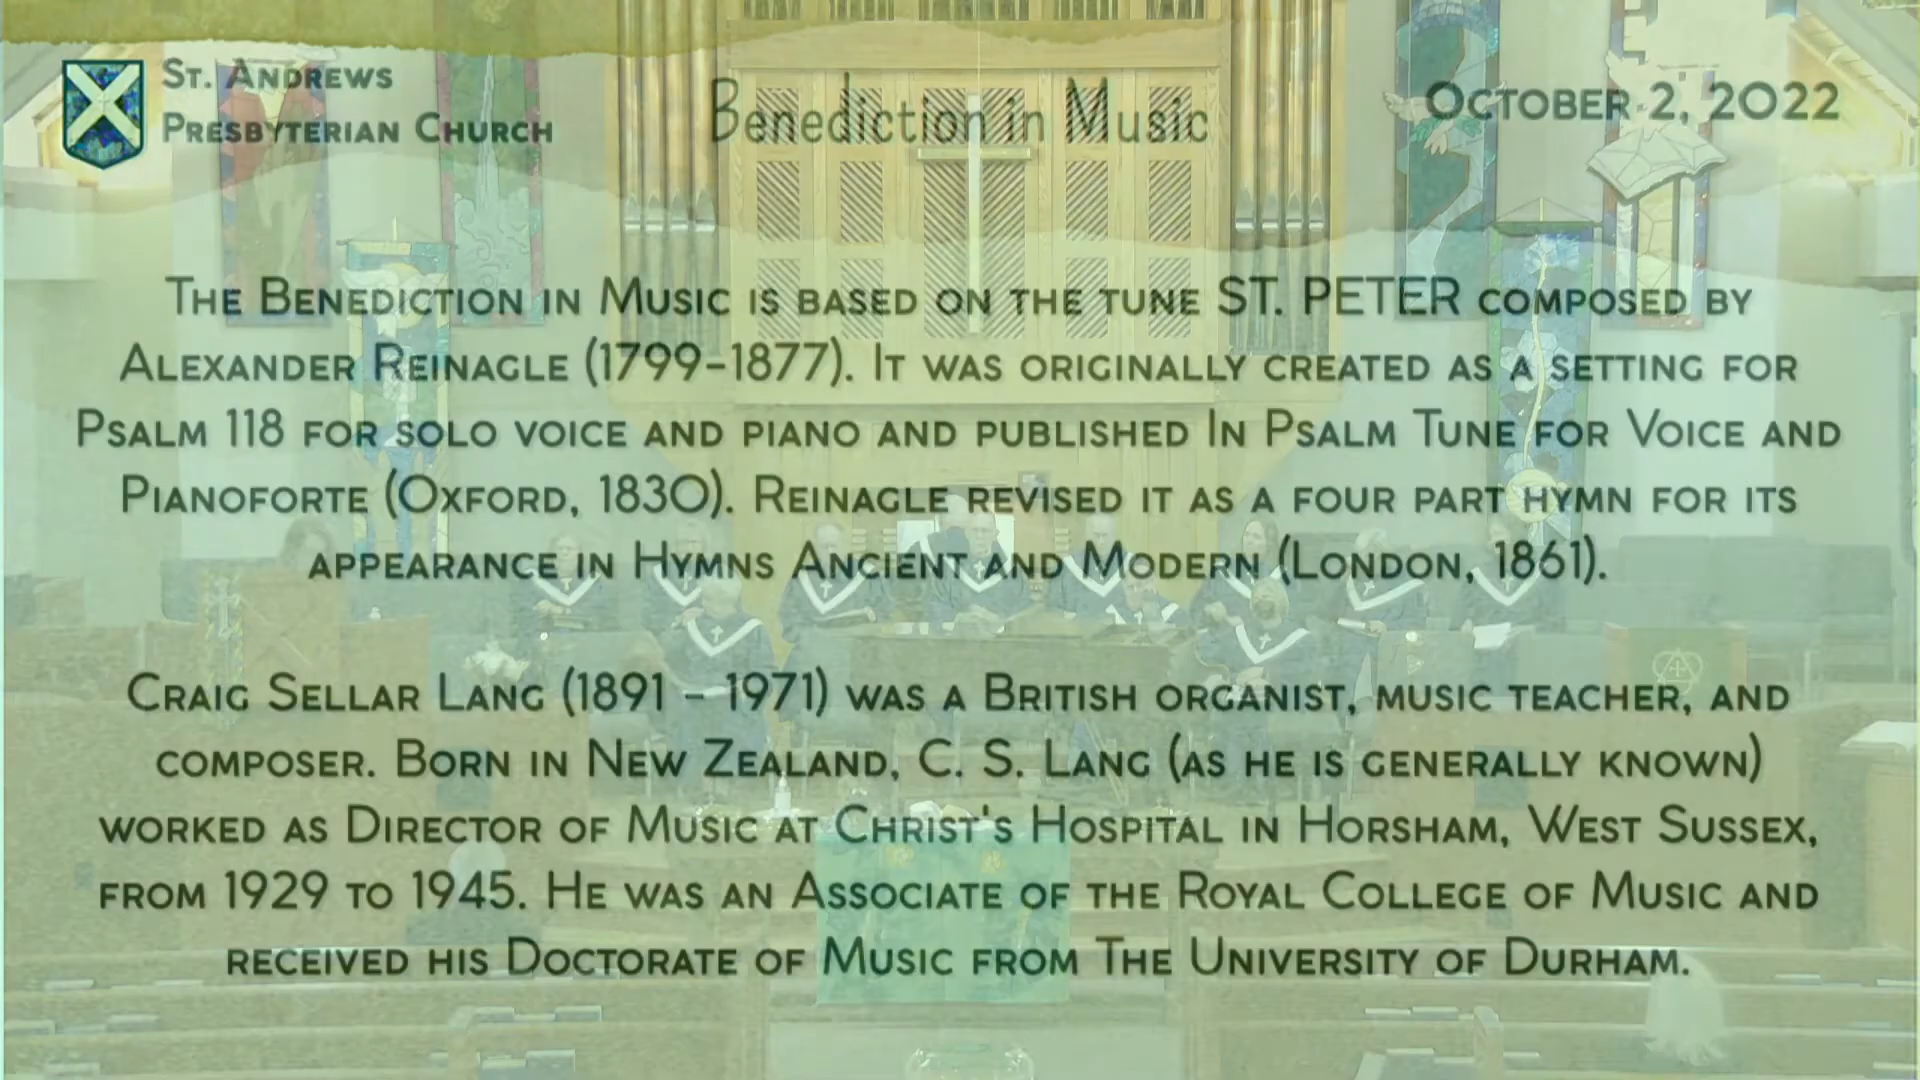 St. Andrews
Presbyterian Church
Benediction in Music
October 2, 2022
The Benediction in Music is based on the tune ST. PETER composed by
Alexander Reinagle (1799-1877). It was originally created as a setting for
Psalm 118 for solo voice and piano and published In Psalm Tune for Voice and
Pianoforte (Oxford, 1830). Reinagle revised it as a four part hymn for its
appearance in Hymns Ancient and Modern (London, 1861).
Craig Sellar Lang (1891 – 1971) was a British organist, music teacher, and
composer. Born in New Zealand, C. S. Lang (as he is generally known)
worked as Director of Music at Christ's Hospital in Horsham, West Sussex,
from 1929 to 1945. He was an Associate of the Royal College of Music and
received his Doctorate of Music from The University of Durham.